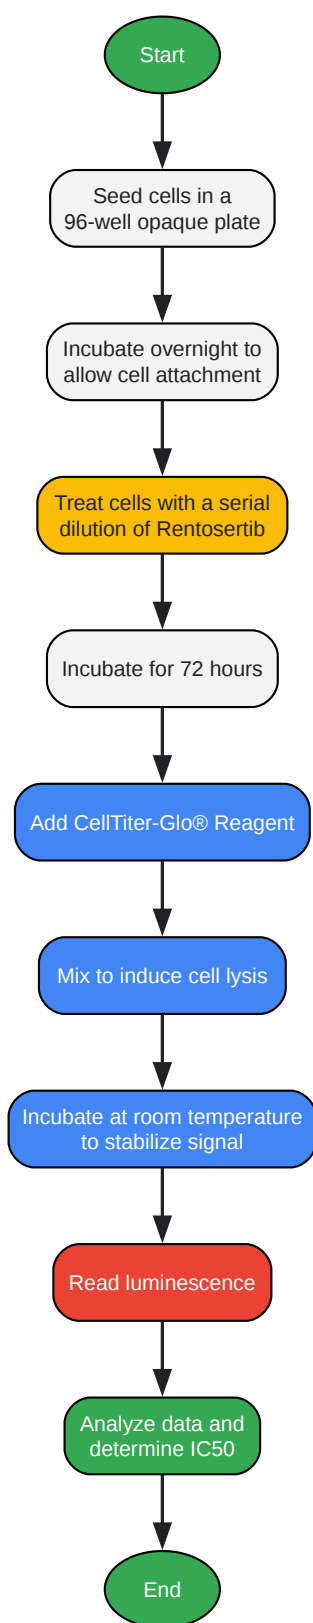 Start
Seed cells in a
96-well opaque plate
Incubate overnight to
allow cell attachment
Treat cells with a serial
dilution of Rentosertib
Incubate for 72 hours
Add CellTiter-Glo® Reagent
Mix to induce cell lysis
Incubate at room temperature
to stabilize signal
Read luminescence
Analyze data and
determine IC50
End